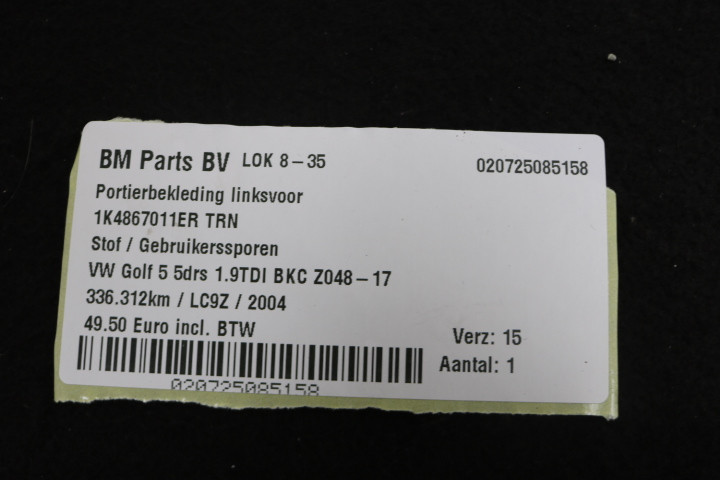 BM Parts BV LOK 8-35 020725085158
Portierbekleding linksvoor
1K4867011ER TRN
Stof / Gebruikerssporen
VW Golf 5 5drs 1.9TDI BKC Z048-17
336.312km / LC9Z / 2004
49.50 Euro incl. BTW
Verz: 15
Aantal: 1
020725085158